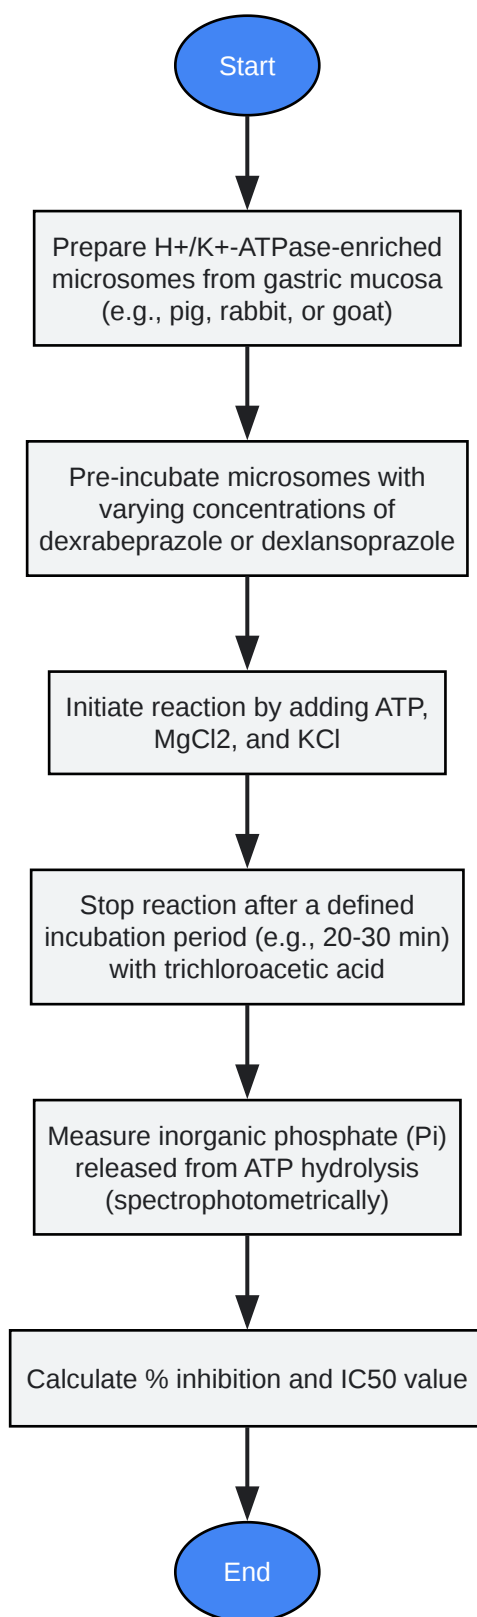 Start
Prepare H+/K+-ATPase-enriched
microsomes from gastric mucosa
(e.g., pig, rabbit, or goat)
Pre-incubate microsomes with
varying concentrations of
dexrabeprazole or dexlansoprazole
Initiate reaction by adding ATP,
MgCl2, and KCl
Stop reaction after a defined
incubation period (e.g., 20-30 min)
with trichloroacetic acid
Measure inorganic phosphate (Pi)
released from ATP hydrolysis
(spectrophotometrically)
Calculate % inhibition and IC50 value
End